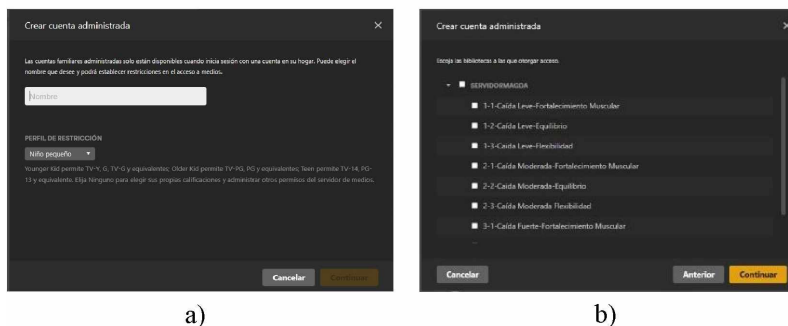 Crear cuenta administrada
Las cuentas familiares administradas solo están disponibles cuando inicia sesión con una cuenta en su hogar. Puede elegir el
nombre que desee y podrá establecer restricciones en el acceso a medios.
Nombre
PERFIL DE RESTRICCIÓN
Niño pequeño
Younger Kid permite TV-Y, G, TV-G y equivalentes; Older Kid permite TV-PG, PG y equivalentes; Teen permite TV-14, PG-
13 y equivalente. Elija Ninguno para elegir sus propias calificaciones y administrar otros permisos del servidor de medios.
Cancelar
Continuar
a)
Crear cuenta administrada
Escoja las bibliotecas a las que otorgar acceso.
SERVIDORMAGDA
1-1-Caída Leve-Fortalecimiento Muscular
1-2-Caída Leve-Equilibrio
1-3-Caída Leve-Flexibilidad
2-1-Caída Moderada-Fortalecimiento Muscular
2-2-Caída Moderada-Equilibrio
2-3-Caída Moderada Flexibilidad
3-1-Caída Fuerte-Fortalecimiento Muscular
Cancelar
Anterior
Continuar
b)